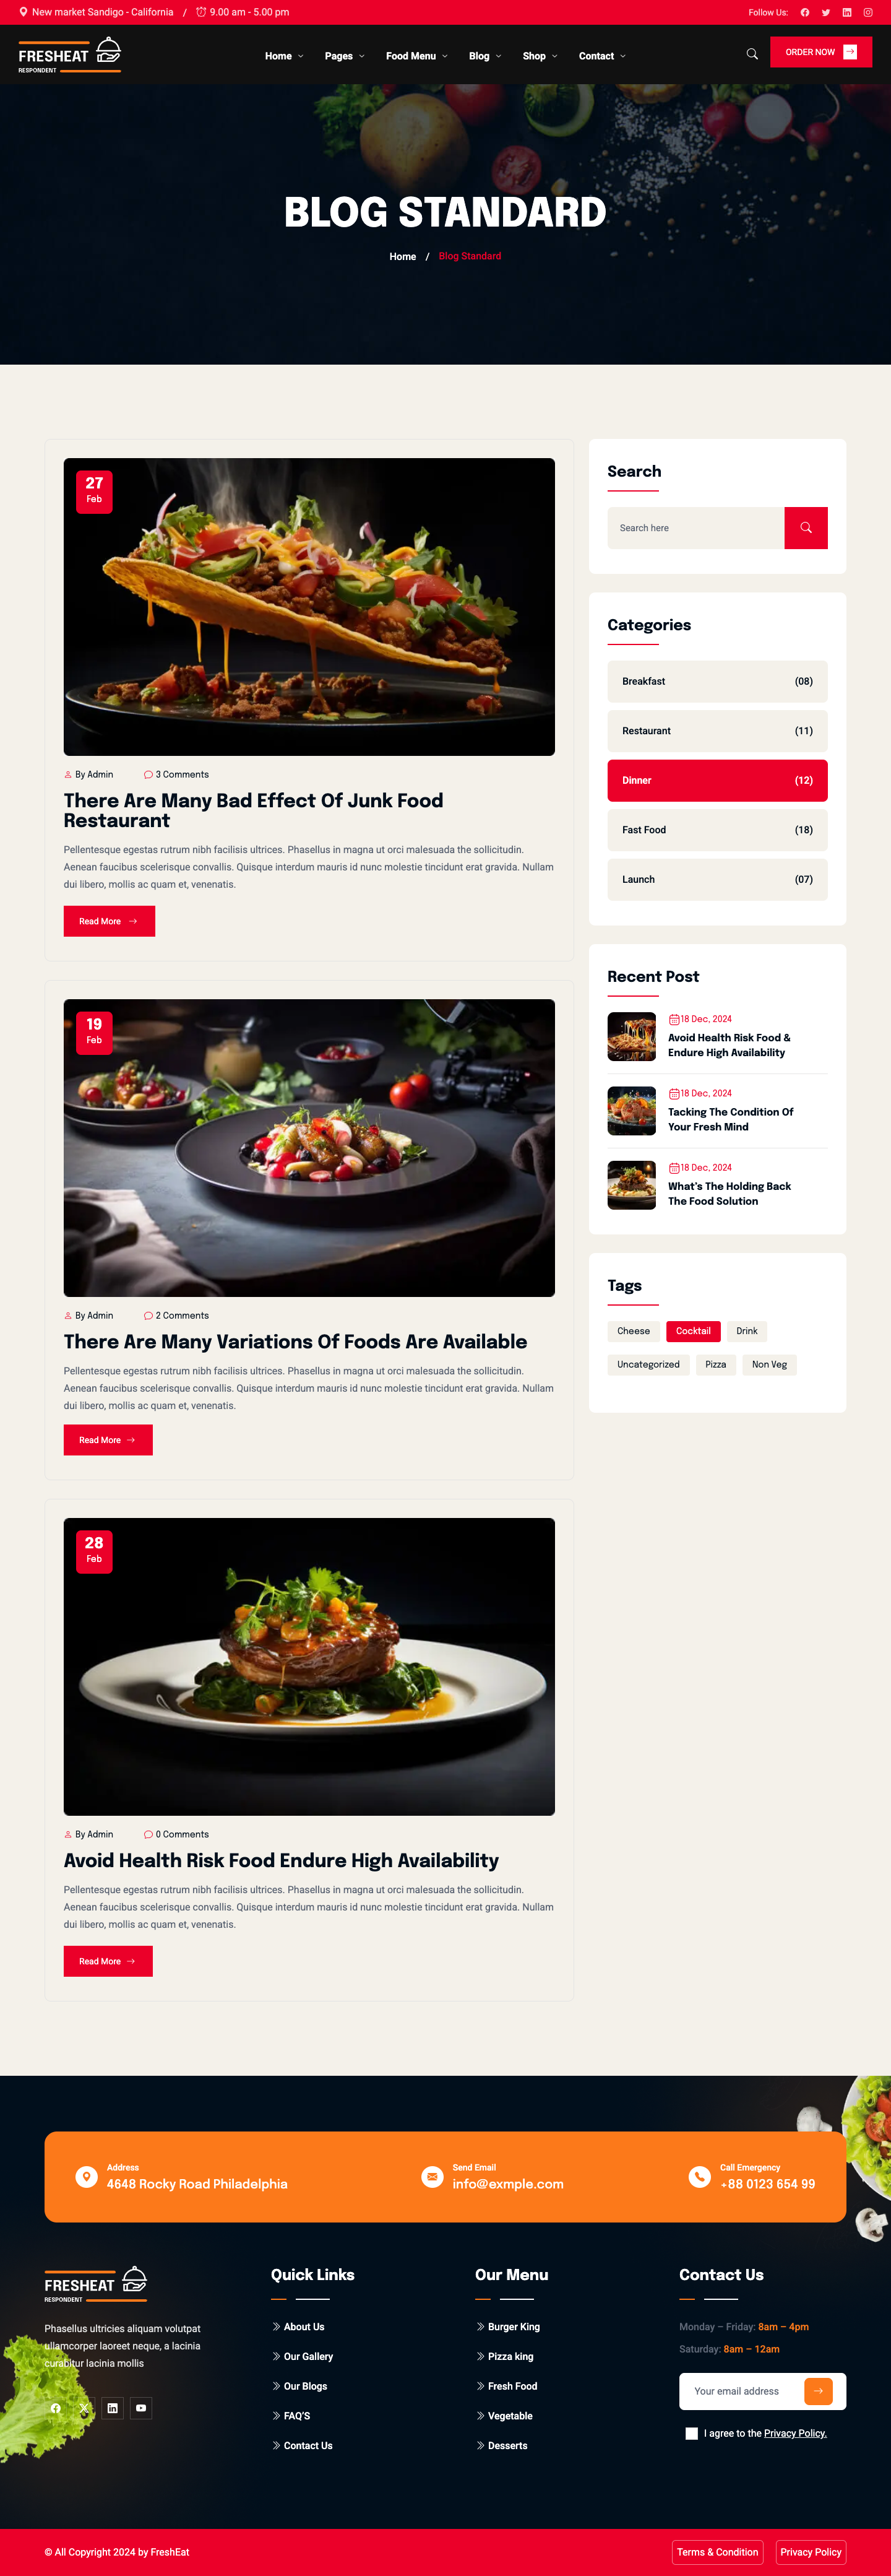 New market Sandigo - California / 9.00 am - 5.00 pm
Follow Us:
FRESHEAT
RESPONDENT
Home
Pages
Food Menu
Blog
Shop
Contact
ORDER NOW
BLOG STANDARD
Home / Blog Standard
27
Feb
By Admin
3 Comments
There Are Many Bad Effect Of Junk Food
Restaurant
Pellentesque egestas rutrum nibh facilisis ultrices. Phasellus in magna ut orci malesuada the sollicitudin.
Aenean faucibus scelerisque convallis. Quisque interdum mauris id nunc molestie tincidunt erat gravida. Nullam
dui libero, mollis ac quam et, venenatis.
Read More
19
Feb
By Admin
2 Comments
There Are Many Variations Of Foods Are Available
Pellentesque egestas rutrum nibh facilisis ultrices. Phasellus in magna ut orci malesuada the sollicitudin.
Aenean faucibus scelerisque convallis. Quisque interdum mauris id nunc molestie tincidunt erat gravida. Nullam
dui libero, mollis ac quam et, venenatis.
Read More
28
Feb
By Admin
0 Comments
Avoid Health Risk Food Endure High Availability
Pellentesque egestas rutrum nibh facilisis ultrices. Phasellus in magna ut orci malesuada the sollicitudin.
Aenean faucibus scelerisque convallis. Quisque interdum mauris id nunc molestie tincidunt erat gravida. Nullam
dui libero, mollis ac quam et, venenatis.
Read More
Search
Search here
Categories
Breakfast (08)
Restaurant (11)
Dinner (12)
Fast Food (18)
Launch (07)
Recent Post
18 Dec, 2024
Avoid Health Risk Food &
Endure High Availability
18 Dec, 2024
Tacking The Condition Of
Your Fresh Mind
18 Dec, 2024
What's The Holding Back
The Food Solution
Tags
Cheese
Cocktail
Drink
Uncategorized
Pizza
Non Veg
Address
4648 Rocky Road Philadelphia
Send Email
info@exmple.com
Call Emergency
+88 0123 654 99
FRESHEAT
RESPONDENT
Phasellus ultricies aliquam volutpat
ullamcorper laoreet neque, a lacinia
curabitur lacinia mollis
Quick Links
About Us
Our Gallery
Our Blogs
FAQ'S
Contact Us
Our Menu
Burger King
Pizza king
Fresh Food
Vegetable
Desserts
Contact Us
Monday – Friday: 8am – 4pm
Saturday: 8am – 12am
Your email address
I agree to the Privacy Policy.
© All Copyright 2024 by FreshEat
Terms & Condition
Privacy Policy